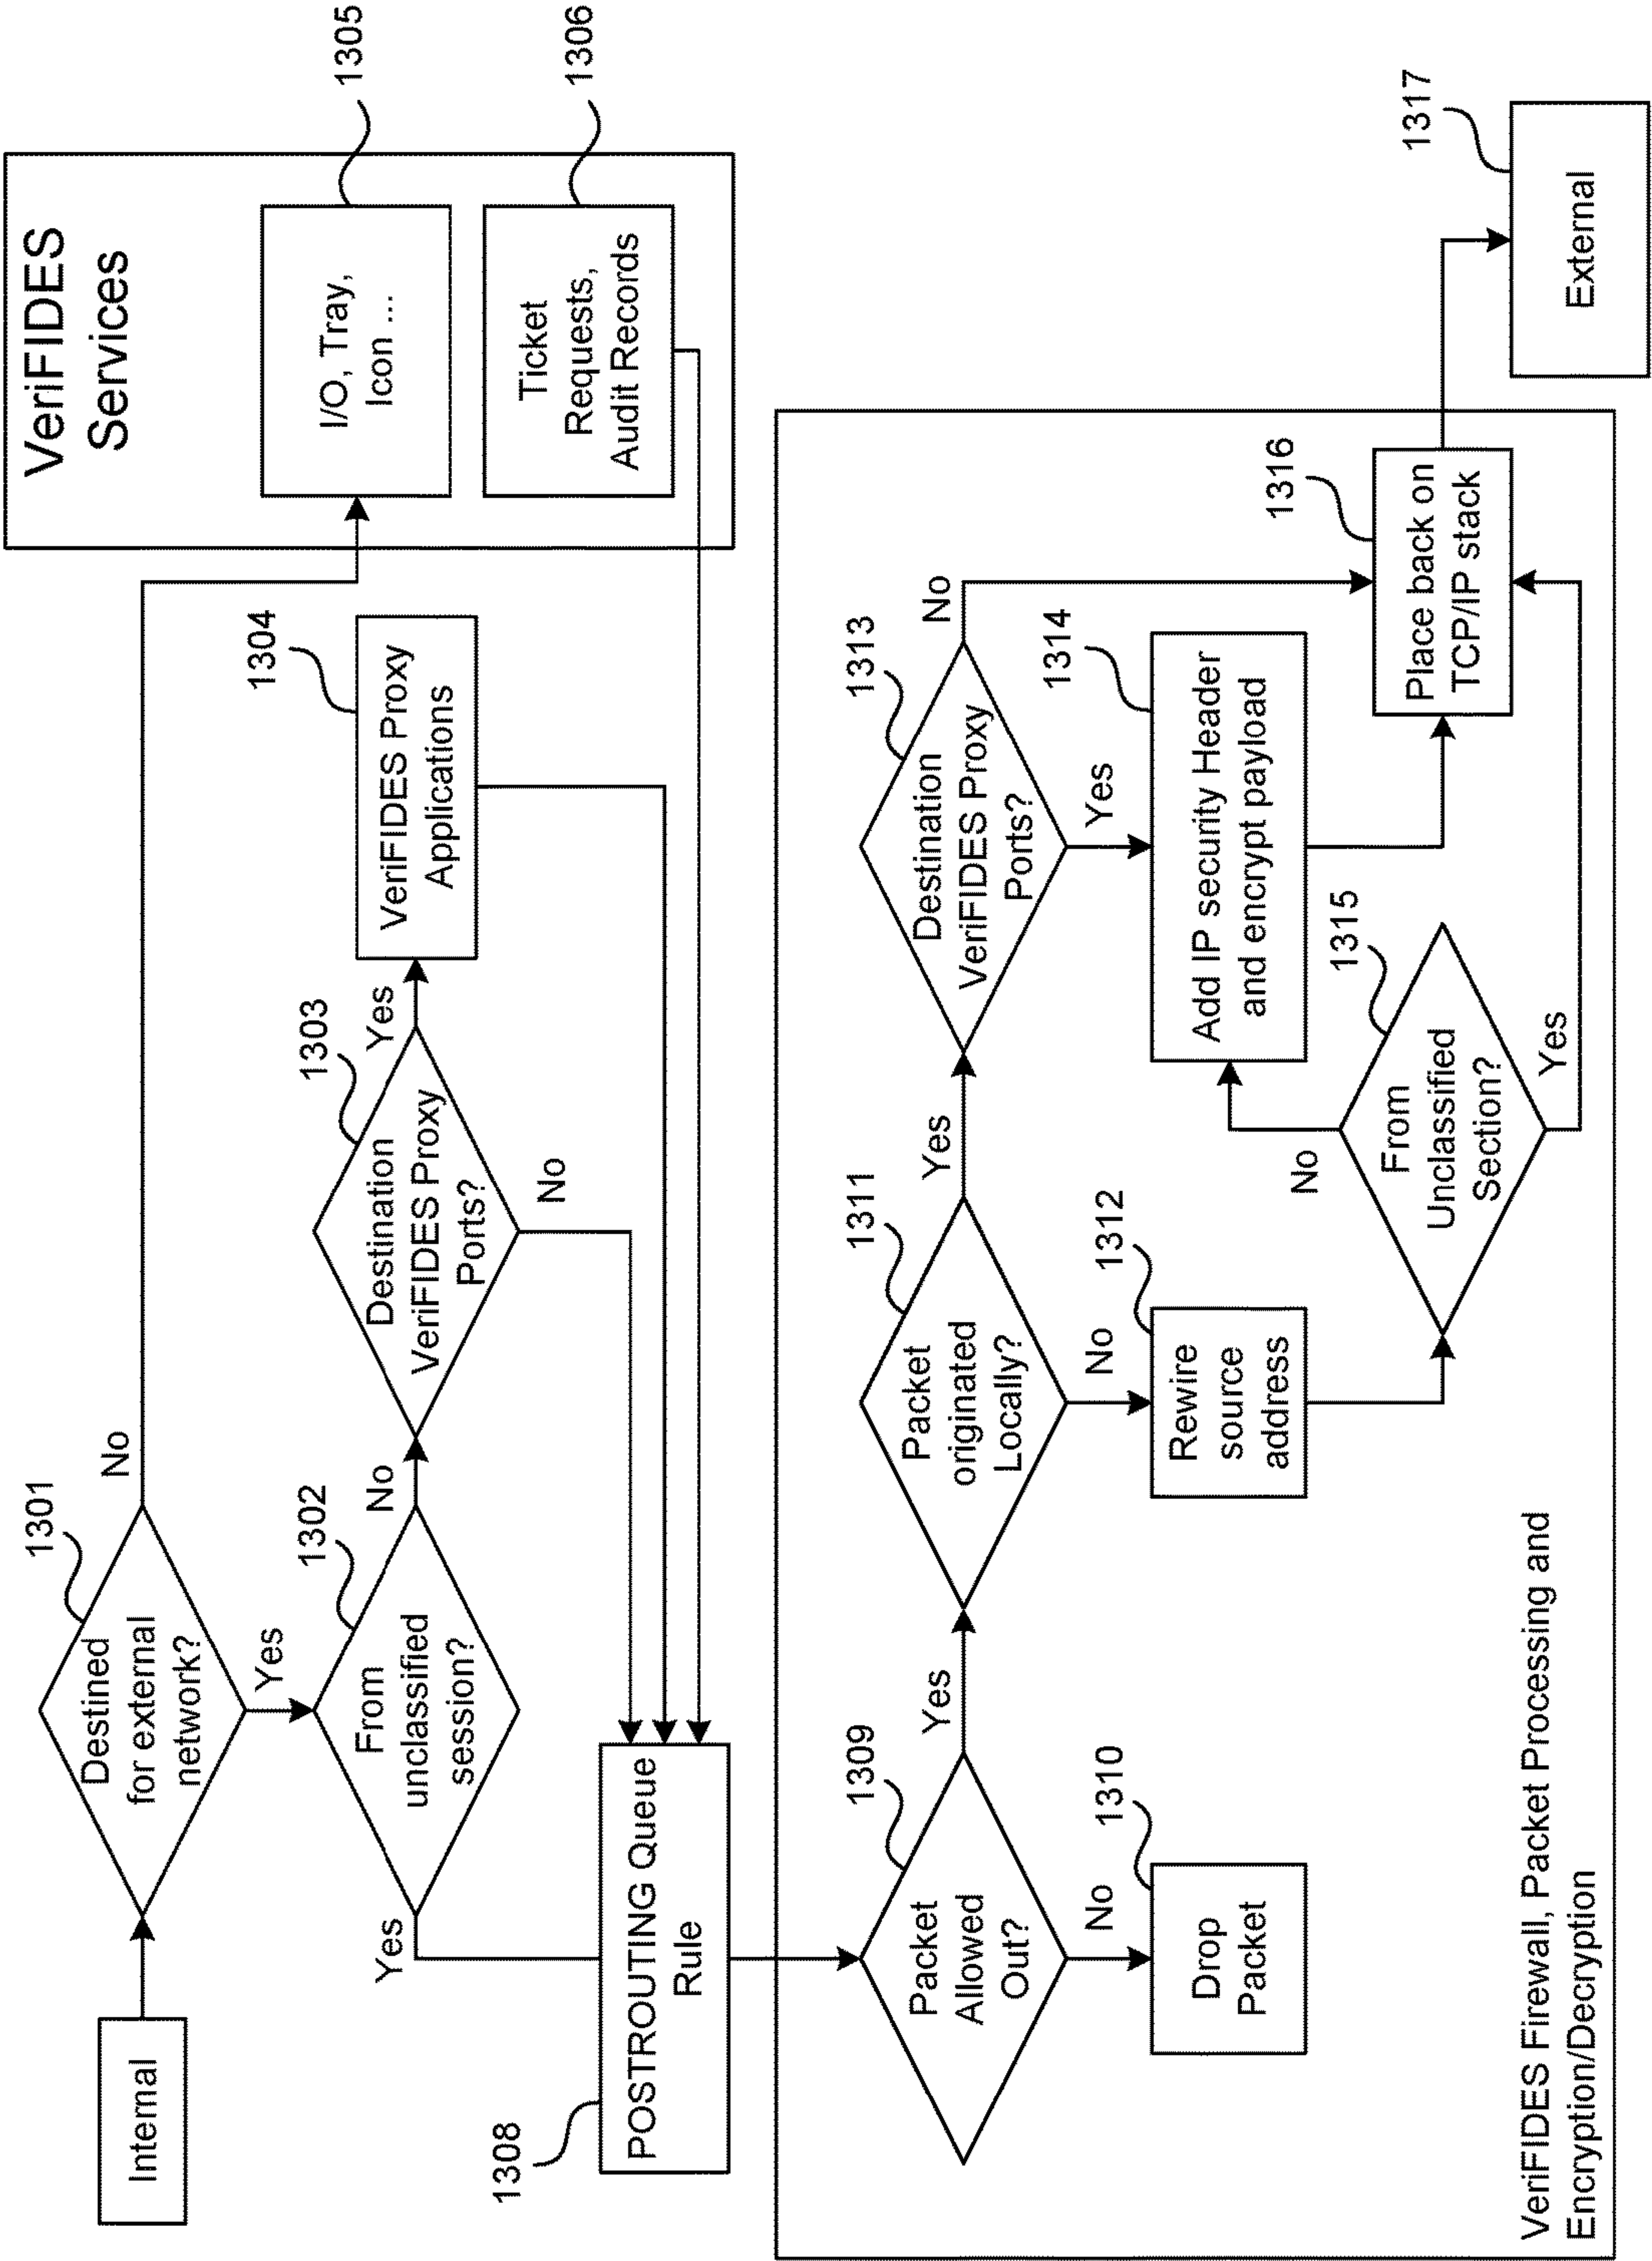 Internal
1301
Destined
for external
network?
No
Yes
1302
From
unclassified
session?
No
Yes
1303
Destination
VeriFIDES Proxy
Ports?
Yes
No
1304
VeriFIDES Proxy
Applications
VeriFIDES
Services
I/O, Tray,
Icon ...
1305
Ticket
Requests,
Audit Records
1306
1308
POSTROUTING Queue
Rule
1309
Packet
Allowed
Out?
Yes
No
1310
Drop
Packet
1311
Packet
originated
Locally?
Yes
No
1312
Rewire
source
address
1313
Destination
VeriFIDES Proxy
Ports?
No
Yes
1314
Add IP security Header
and encrypt payload
1315
From
Unclassified
Section?
No
Yes
1316
Place back on
TCP/IP stack
1317
External
VeriFIDES Firewall, Packet Processing and
Encryption/Decryption